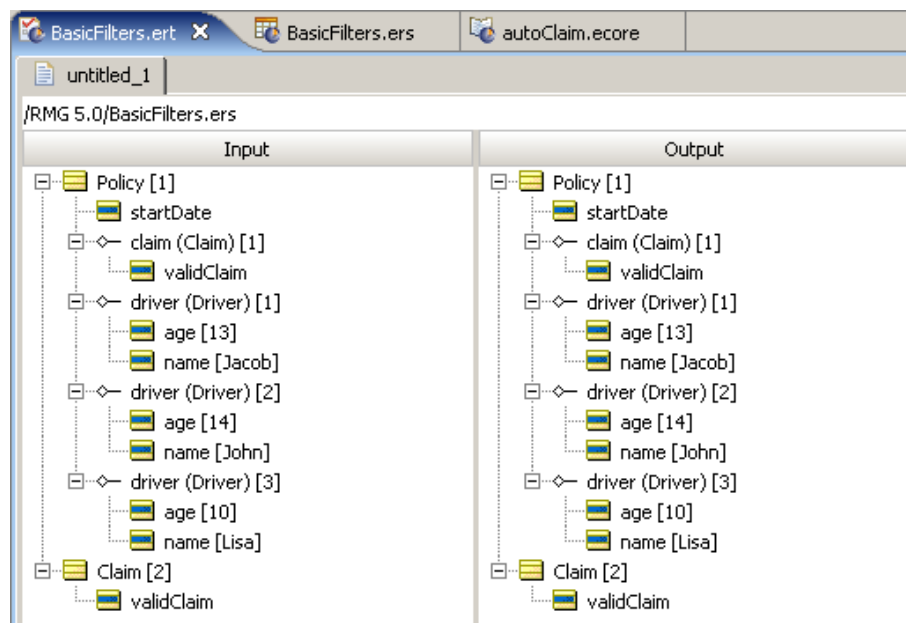 BasicFilters.ert BasicFilters.ers autoClaim.ecore
untitled_1
/RMG 5.0/BasicFilters.ers
Input Output
Policy [1] Policy [1]
startDate startDate
claim (Claim) [1] claim (Claim) [1]
validClaim validClaim
driver (Driver) [1] driver (Driver) [1]
age [13] age [13]
name [Jacob] name [Jacob]
driver (Driver) [2] driver (Driver) [2]
age [14] age [14]
name [John] name [John]
driver (Driver) [3] driver (Driver) [3]
age [10] age [10]
name [Lisa] name [Lisa]
Claim [2] Claim [2]
validClaim validClaim